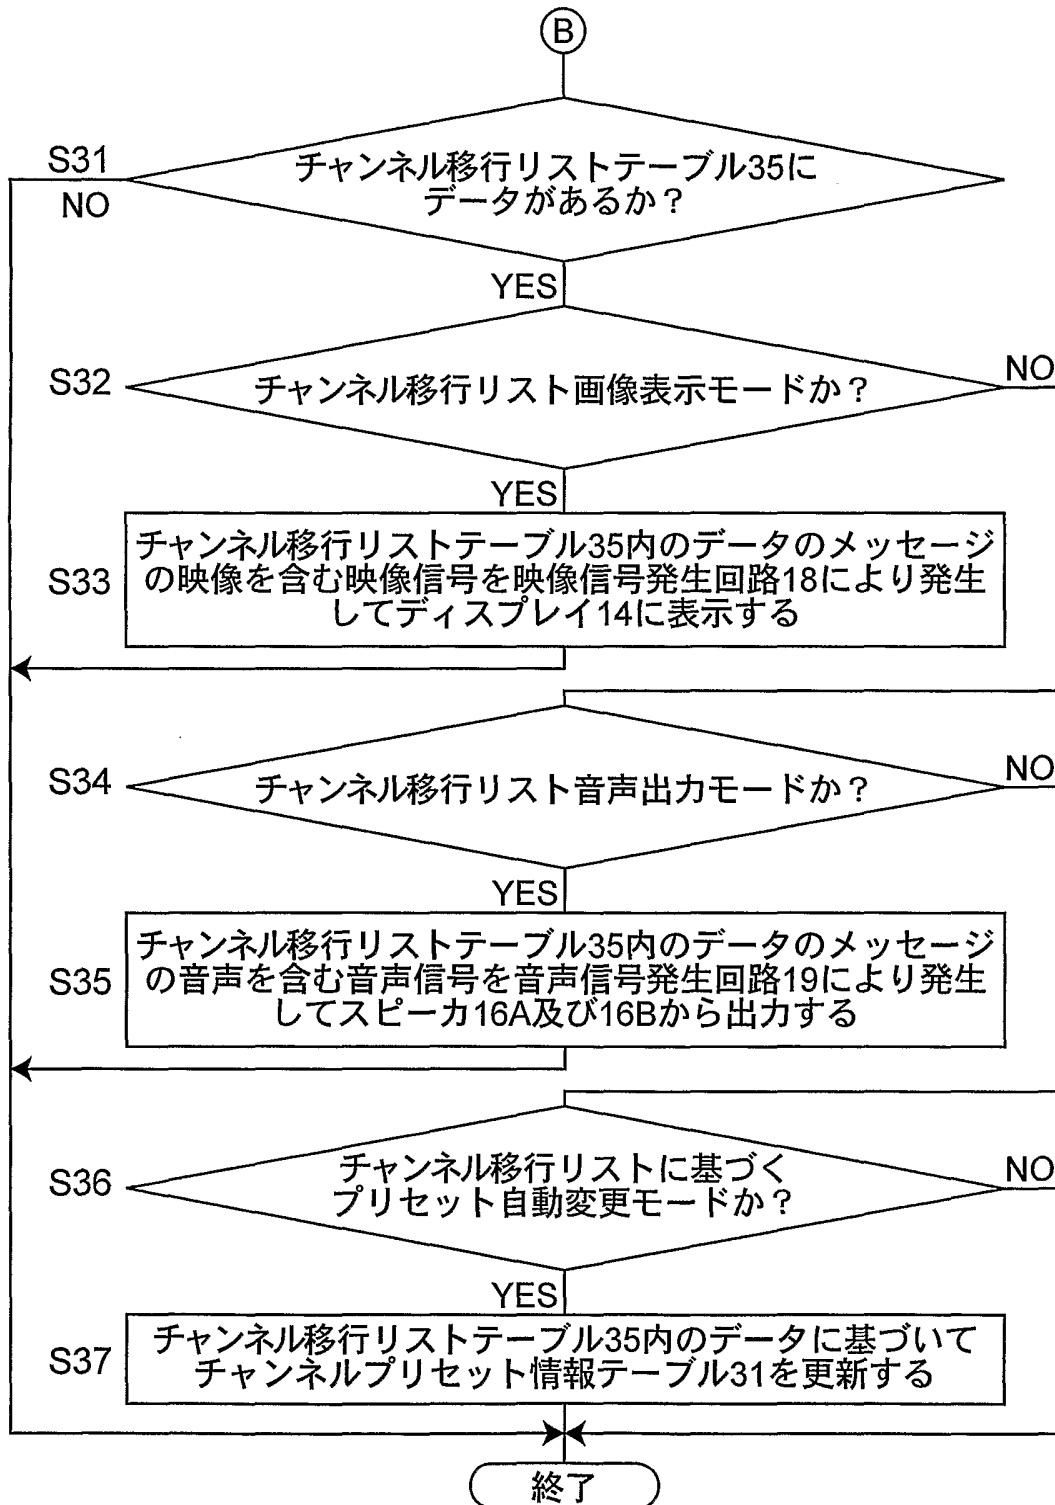 B
S31
NO
チャンネル移行リストテーブル35に
データがあるか?
YES
S32
チャンネル移行リスト画像表示モードか?
NO
YES
S33
チャンネル移行リストテーブル35内のデータのメッセージ
の映像を含む映像信号を映像信号発生回路18により発生
してディスプレイ14に表示する
S34
チャンネル移行リスト音声出力モードか?
NO
YES
S35
チャンネル移行リストテーブル35内のデータのメッセージ
の音声を含む音声信号を音声信号発生回路19により発生
してスピーカ16A及び16Bから出力する
S36
チャンネル移行リストに基づく
プリセット自動変更モードか?
NO
YES
S37
チャンネル移行リストテーブル35内のデータに基づいて
チャンネルプリセット情報テーブル31を更新する
終了